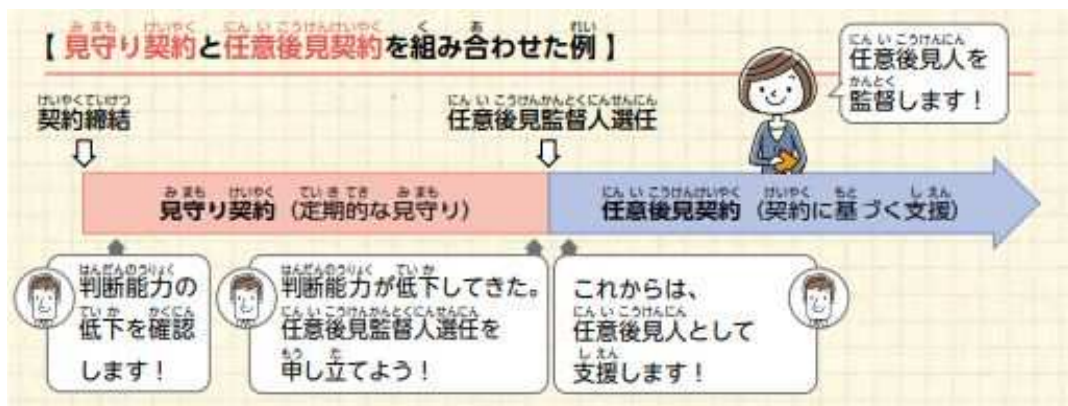 【 見守り契約と任意後見契約を組み合わせた例 】
任意後見人を
監督します！
契約締結
任意後見監督人選任
見守り契約（定期的な見守り）
任意後見契約（契約に基づく支援）
判断能力の
低下を確認
します！
判断能力が低下してきた。
任意後見監督人選任を
申し立てよう！
これからは、
任意後見人として
支援します！